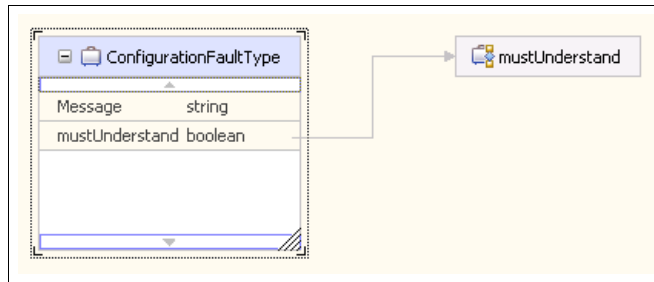 ConfigurationFaultType
Message string
mustUnderstand boolean
mustUnderstand